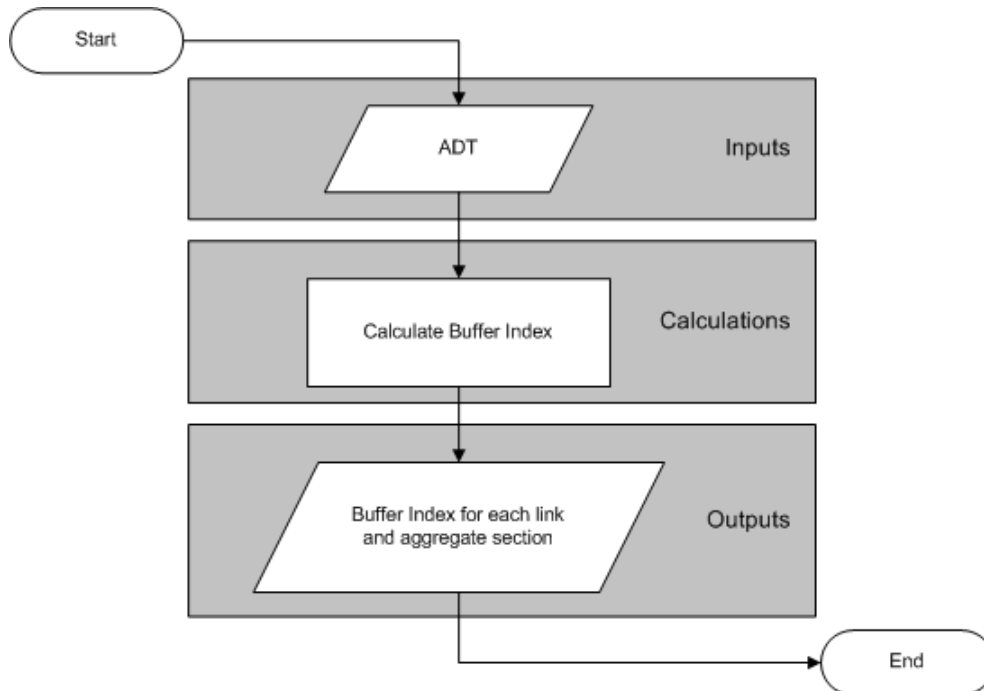 Start
ADT
Inputs
Calculate Buffer Index
Calculations
Buffer Index for each link
and aggregate section
Outputs
End